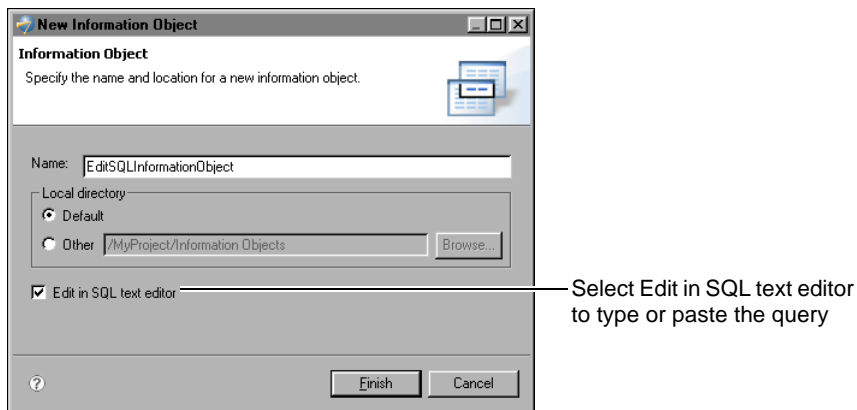 New Information Object
Information Object
Specify the name and location for a new information object.
Name: EditSQLInformationObject
Local directory
Default
Other /MyProject/Information Objects Browse...
Edit in SQL text editor
Select Edit in SQL text editor
to type or paste the query
? Finish Cancel